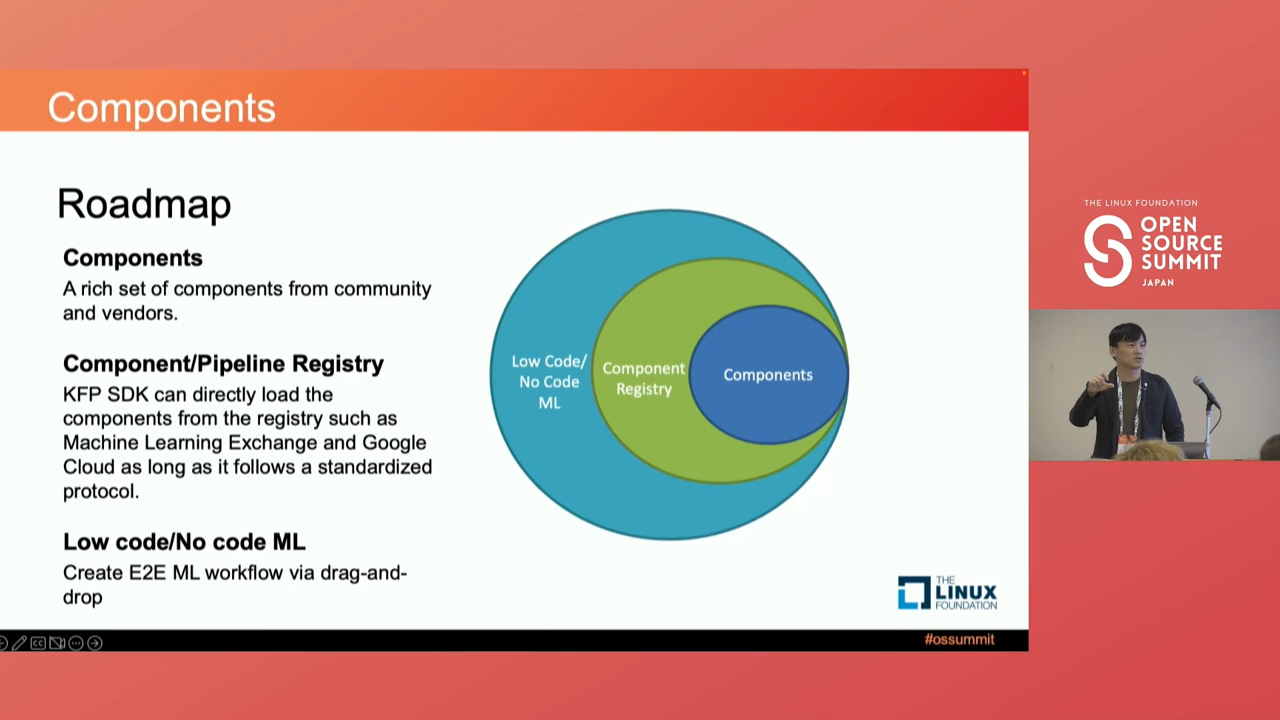 Components
Roadmap
Components
A rich set of components from community
and vendors.
Component/Pipeline Registry
KFP SDK can directly load the
components from the registry such as
Machine Learning Exchange and Google
Cloud as long as it follows a standardized
protocol.
Low code/No code ML
Create E2E ML workflow via drag-and-
drop
Low Code/
No Code
ML
Component
Registry
Components
THE
LINUX
FOUNDATION
#ossummit
CC
THE LINUX FOUNDATION
OPEN
SOURCE
SUMMIT
JAPAN